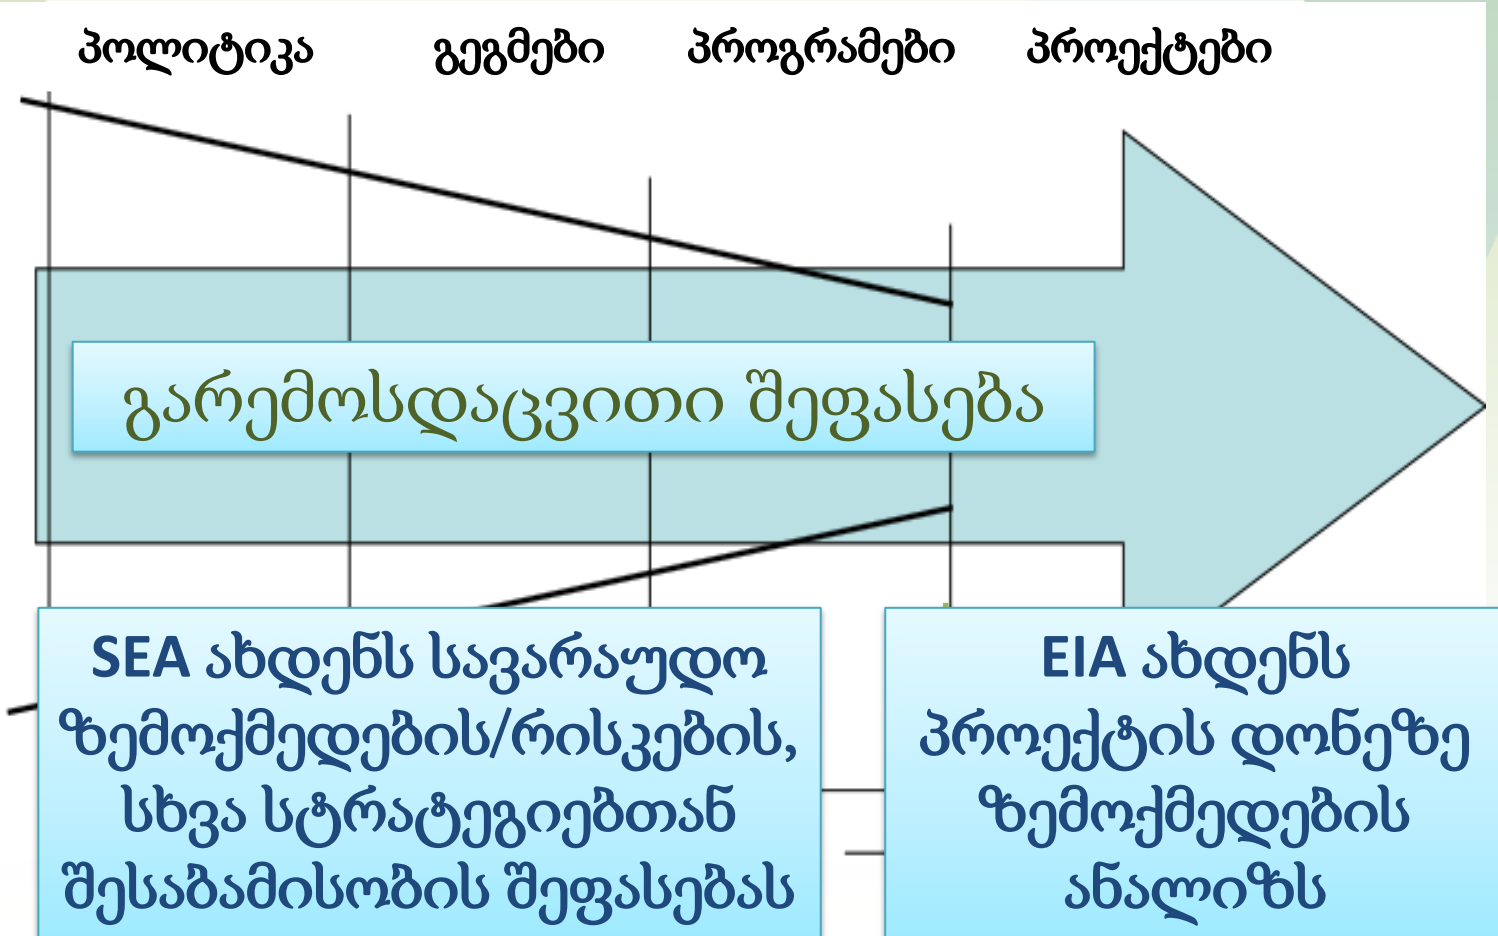 პოლიტიკა გეგმები პროგრამები პროექტები
გარემოსდაცვითი შეფასება
SEA ახდენს სავარაუდო
ზემოქმედების/რისკების,
სხვა სტრატეგიებთან
შესაბამისობის შეფასებას
EIA ახდენს
პროექტის დონეზე
ზემოქმედების
ანალიზს